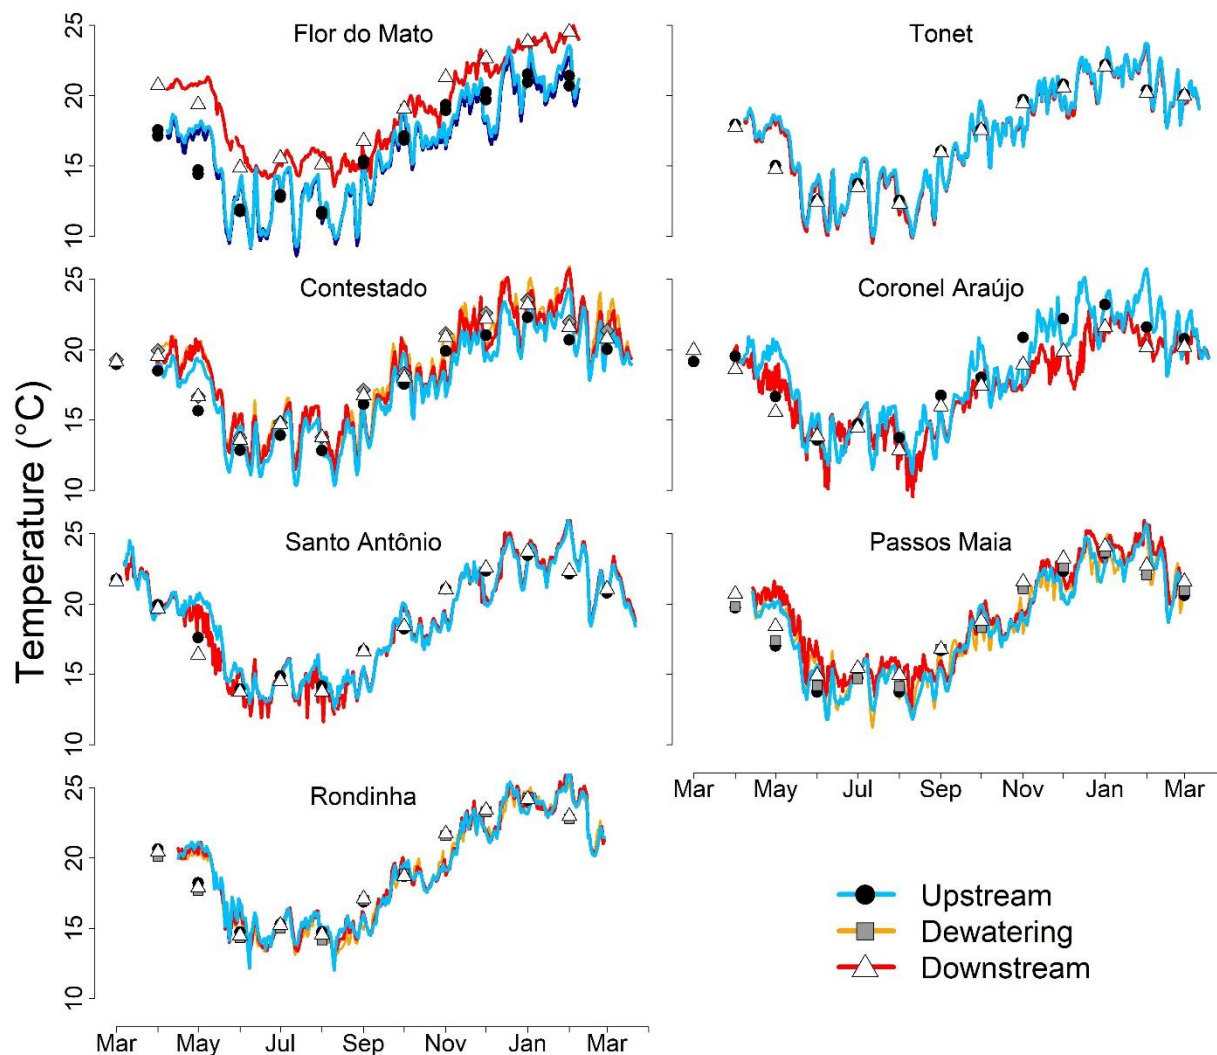 Flor do Mato
Tonet
25
20
15
10
Contestado
Coronel Araújo
25
20
15
10
Temperature (°C)
Santo Antônio
Passos Maia
25
20
15
10
Mar May Jul Sep Nov Jan Mar
Rondinha
25
20
15
10
Mar May Jul Sep Nov Jan Mar
Upstream
Dewatering
Downstream